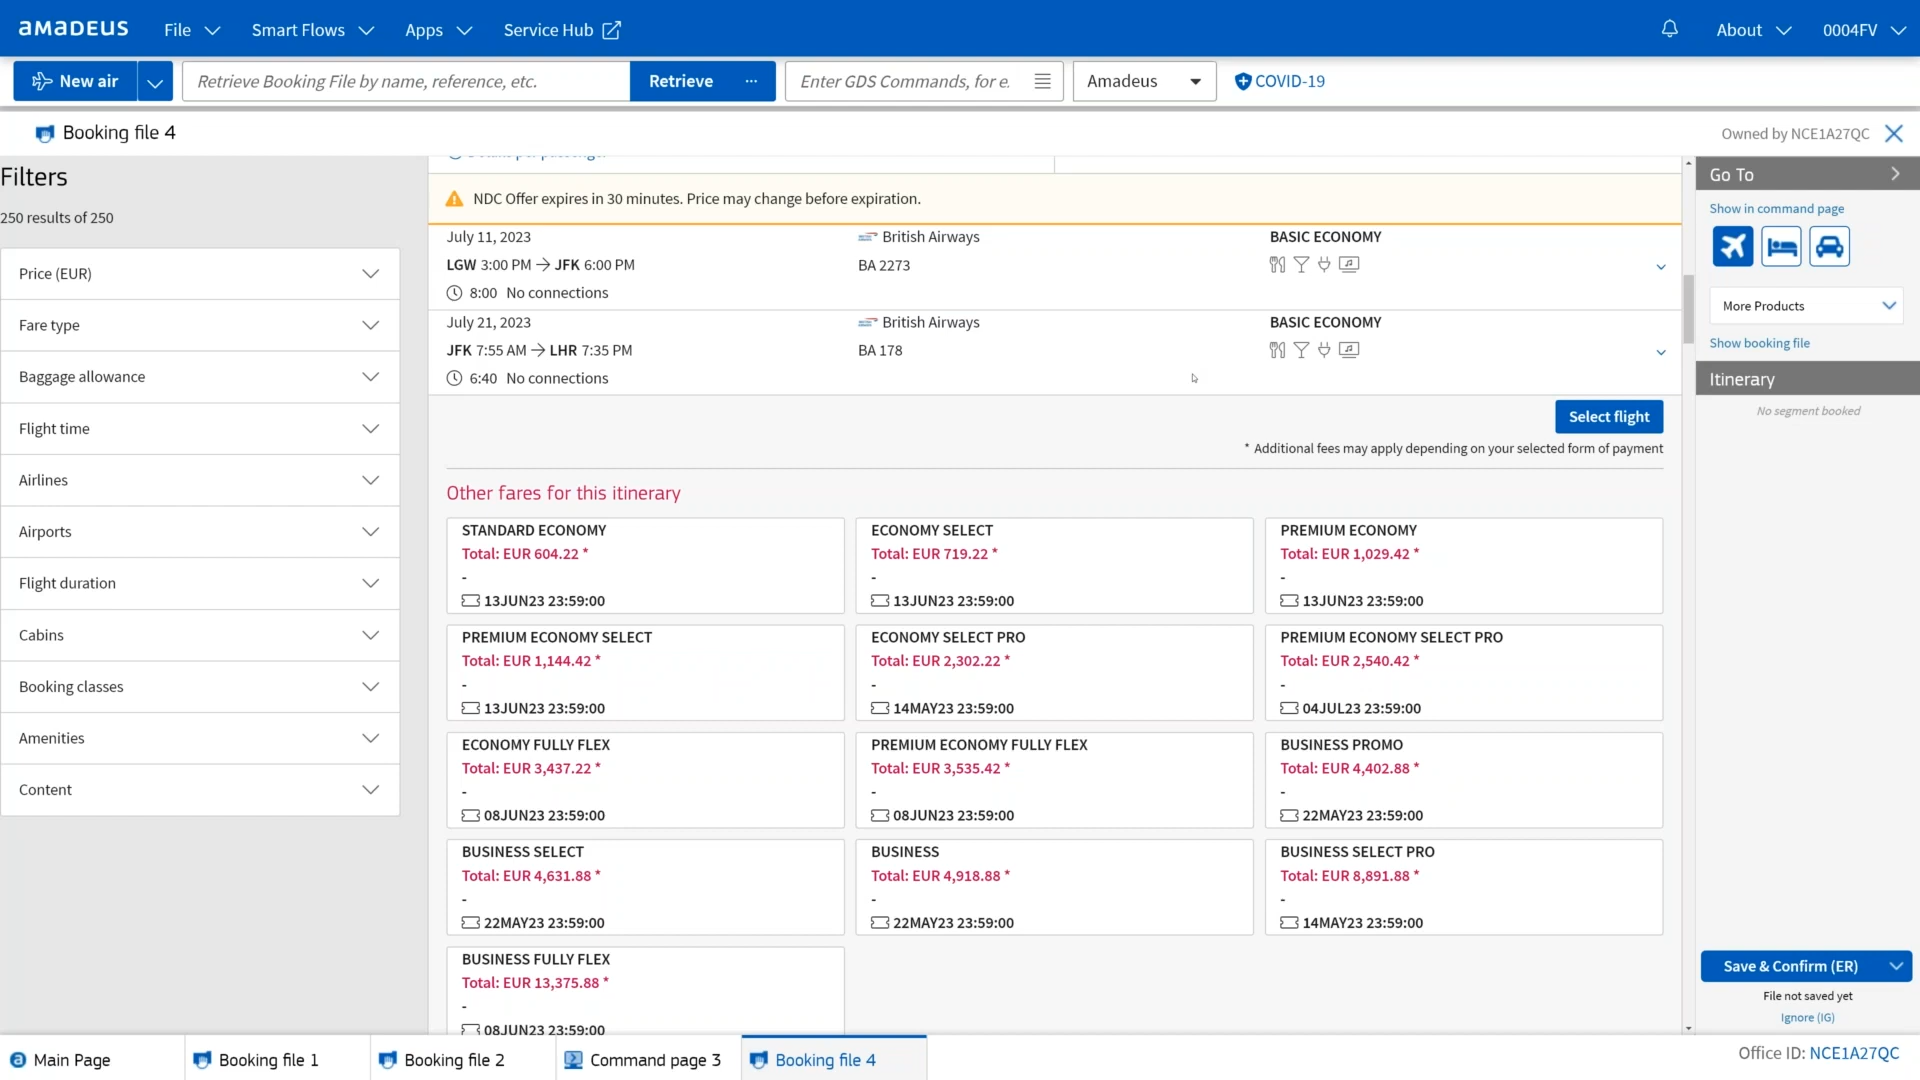 amadeus
File
Smart Flows
Apps
Service Hub
About
0004FV
New air
Retrieve Booking File by name, reference, etc.
Retrieve
Enter GDS Commands, for e.
Amadeus
COVID-19
Booking file 4
Owned by NCE1A27QC
Filters
250 results of 250
Price (EUR)
Fare type
Baggage allowance
Flight time
Airlines
Airports
Flight duration
Cabins
Booking classes
Amenities
Content
NDC Offer expires in 30 minutes. Price may change before expiration.
July 11, 2023
British Airways
BASIC ECONOMY
LGW 3:00 PM → JFK 6:00 PM
BA 2273
8:00 No connections
July 21, 2023
British Airways
BASIC ECONOMY
JFK 7:55 AM → LHR 7:35 PM
BA 178
6:40 No connections
Select flight
* Additional fees may apply depending on your selected form of payment
Other fares for this itinerary
STANDARD ECONOMY
Total: EUR 604.22 *
-
13JUN23 23:59:00
ECONOMY SELECT
Total: EUR 719.22 *
-
13JUN23 23:59:00
PREMIUM ECONOMY
Total: EUR 1,029.42 *
-
13JUN23 23:59:00
PREMIUM ECONOMY SELECT
Total: EUR 1,144.42 *
-
13JUN23 23:59:00
ECONOMY SELECT PRO
Total: EUR 2,302.22 *
-
14MAY23 23:59:00
PREMIUM ECONOMY SELECT PRO
Total: EUR 2,540.42 *
-
04JUL23 23:59:00
ECONOMY FULLY FLEX
Total: EUR 3,437.22 *
-
08JUN23 23:59:00
PREMIUM ECONOMY FULLY FLEX
Total: EUR 3,535.42 *
-
08JUN23 23:59:00
BUSINESS PROMO
Total: EUR 4,402.88 *
-
22MAY23 23:59:00
BUSINESS SELECT
Total: EUR 4,631.88 *
-
22MAY23 23:59:00
BUSINESS
Total: EUR 4,918.88 *
-
22MAY23 23:59:00
BUSINESS SELECT PRO
Total: EUR 8,891.88 *
-
14MAY23 23:59:00
BUSINESS FULLY FLEX
Total: EUR 13,375.88 *
-
08JUN23 23:59:00
Go To
Show in command page
More Products
Show booking file
Itinerary
No segment booked
Save & Confirm (ER)
File not saved yet
Ignore (IG)
Main Page
Booking file 1
Booking file 2
Command page 3
Booking file 4
Office ID: NCE1A27QC